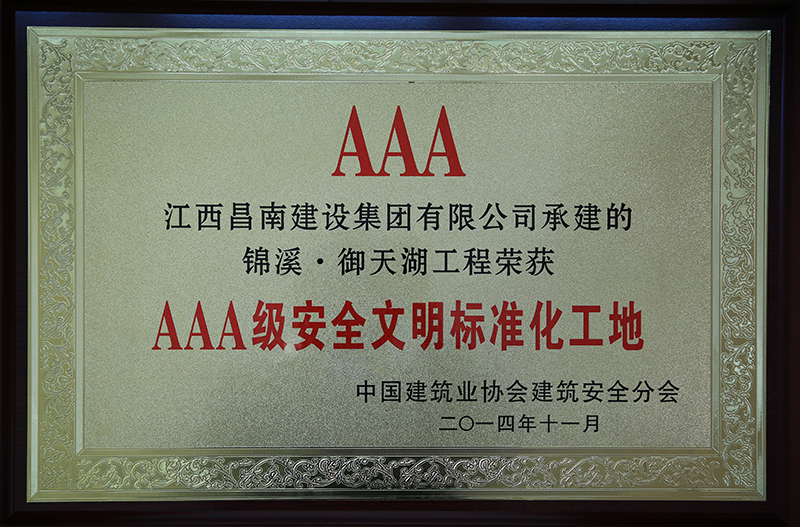 AAA
江西昌南建设集团有限公司承建的
锦溪·御天湖工程荣获
AAA级安全文明标准化工地
中国建筑业协会建筑安全分会
二〇一四年十一月